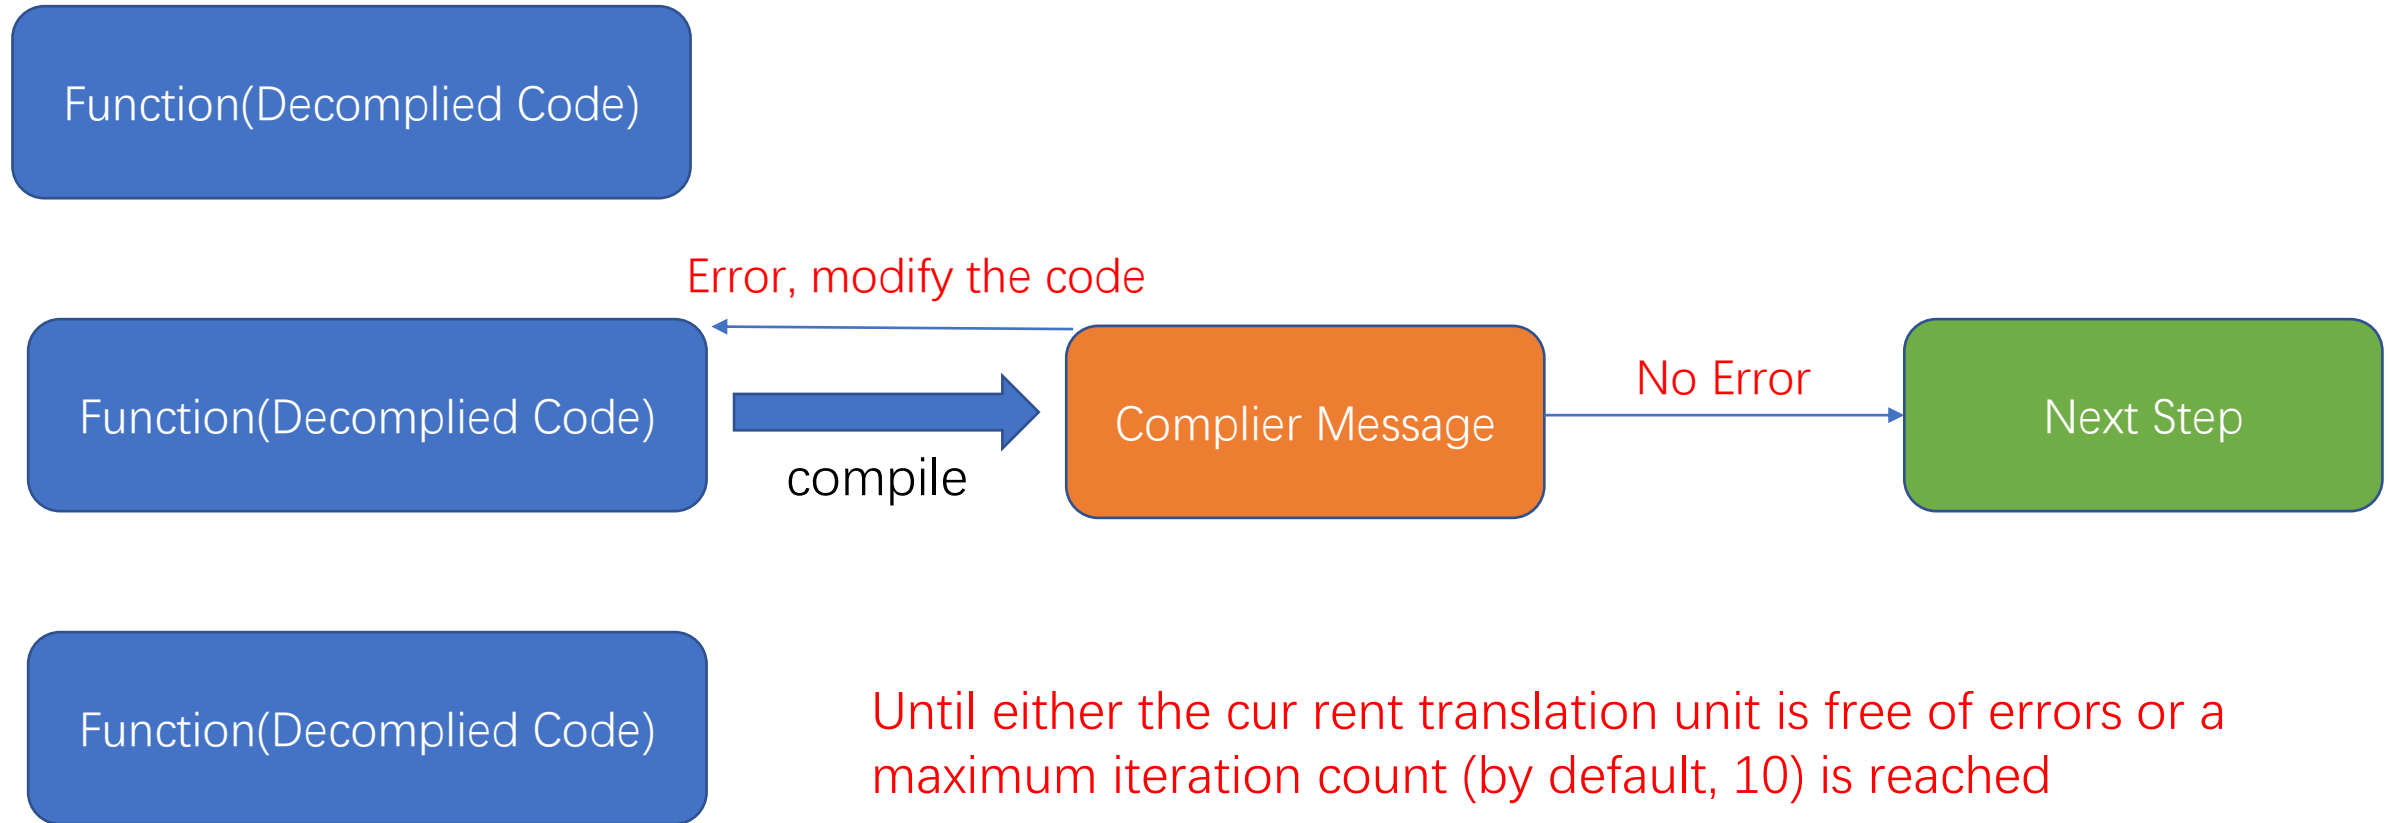 Function(Decomplied Code)
Error, modify the code
Function(Decomplied Code)
compile
Complier Message
No Error
Next Step
Function(Decomplied Code)
Until either the cur rent translation unit is free of errors or a
maximum iteration count (by default, 10) is reached